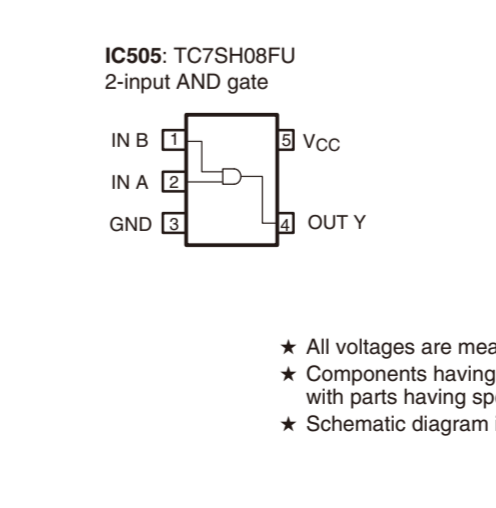 IC505: TC7SH08FU
2-input AND gate
IN B 1 5 VCC
IN A 2
GND 3 4 OUT Y
★ All voltages are mea
★ Components having
with parts having sp
★ Schematic diagram i